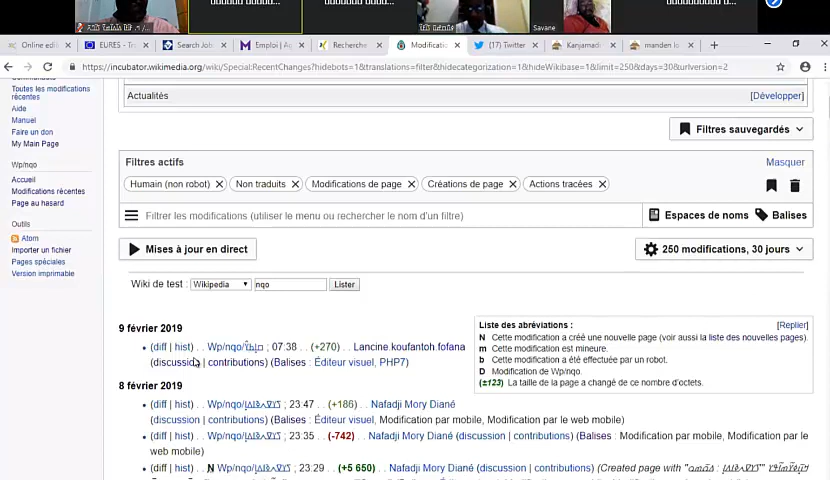 Savane
Online edi
EURES - Tro
Search Job
Emploi | Ag
Recherche
Modificatio
(17) Twitter
Kanjamadi
manden lo
https://incubator.wikimedia.org/wiki/Special:RecentChanges?hidebots=1&translations=filter&hidecategorization=1&hideWikibase=1&limit=250&days=30&urlversion=2
Toutes les modifications
récentes
Aide
Manuel
Faire un don
My Main Page
Wp/nqo
Accueil
Modifications récentes
Page au hasard
Outils
Atom
Importer un fichier
Pages spéciales
Version imprimable
Actualités [Développer]
Filtres sauvegardés
Filtres actifs Masquer
Humain (non robot) Non traduits Modifications de page Créations de page Actions tracées
Filtrer les modifications (utiliser le menu ou rechercher le nom d'un filtre) Espaces de noms Balises
Mises à jour en direct 250 modifications, 30 jours
Wiki de test : Wikipedia nqo Lister
Liste des abréviations : [Replier]
N Cette modification a créé une nouvelle page (voir aussi la liste des nouvelles pages).
m Cette modification est mineure.
b Cette modification a été effectuée par un robot.
D Modification de Wp/nqo.
(±123) La taille de la page a changé de ce nombre d'octets.
9 février 2019
(diff | hist) . . Wp/nqo/ ; 07:38 . . (+270) . . Lancine.koufantoh.fofana
(discussion | contributions) (Balises : Éditeur visuel, PHP7)
8 février 2019
(diff | hist) . . Wp/nqo/ ; 23:47 . . (+186) . . Nafadji Mory Diané
(discussion | contributions) (Balises : Éditeur visuel, Modification par mobile, Modification par le web mobile)
(diff | hist) . . Wp/nqo/ ; 23:35 . . (-742) . . Nafadji Mory Diané (discussion | contributions) (Balises : Modification par mobile, Modification par le
web mobile)
(diff | hist) . . N Wp/nqo/ ; 23:29 . . (+5 650) . . Nafadji Mory Diané (discussion | contributions) (Created page with "